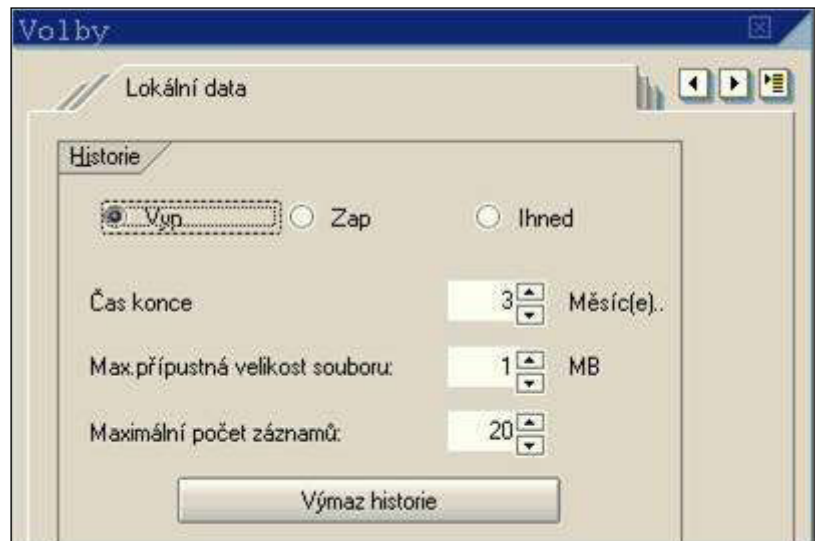 Volby
Lokální data
Historie
Vyp Zap Ihned
Čas konce 3 Měsíc(e)..
Max.přípustná velikost souboru: 1 MB
Maximální počet záznamů: 20
Výmaz historie